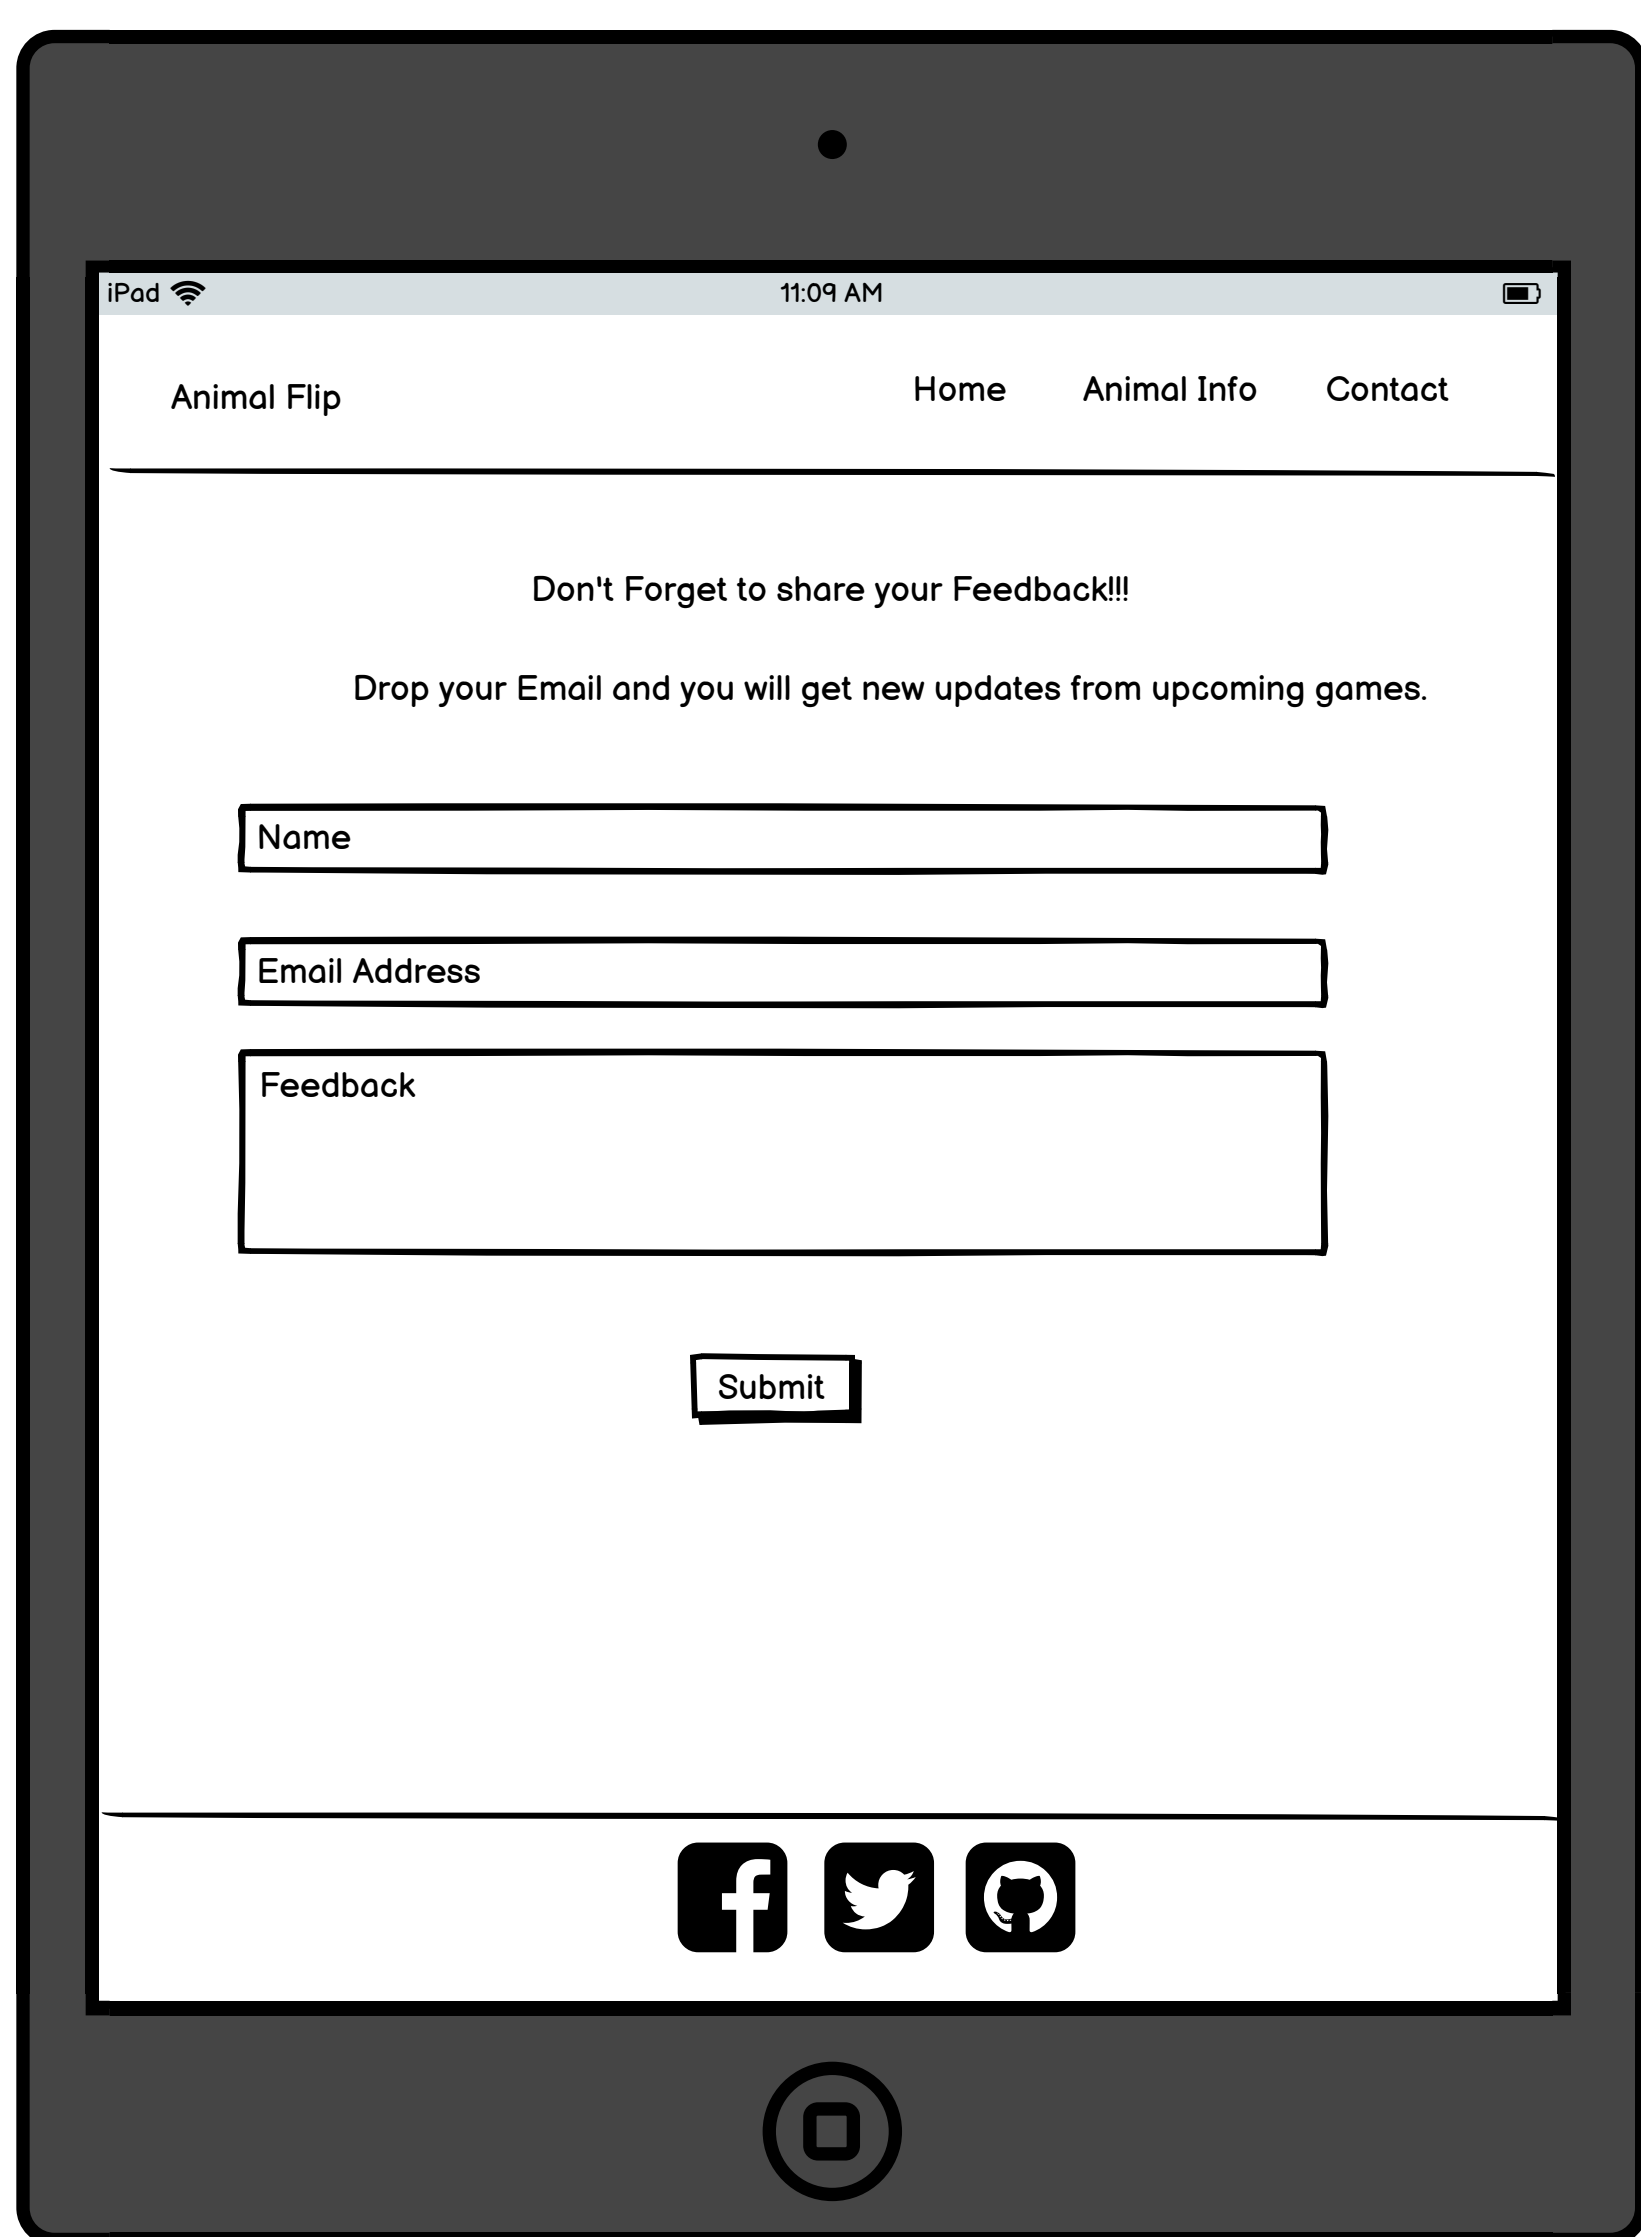 iPad 11:09 AM
Animal Flip Home Animal Info Contact
Don't Forget to share your Feedback!!!
Drop your Email and you will get new updates from upcoming games.
Name
Email Address
Feedback
Submit